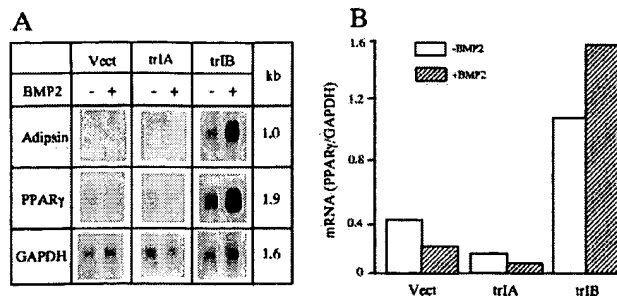 A
Vect trIA trIB kb
BMP2 - + - + - +
Adipsin 1.0
PPARγ 1.9
GAPDH 1.6
B
mRNA (PPARγ/GAPDH)
1.6
1.2
0.8
0.4
0
-BMP2
+BMP2
Vect trIA trIB